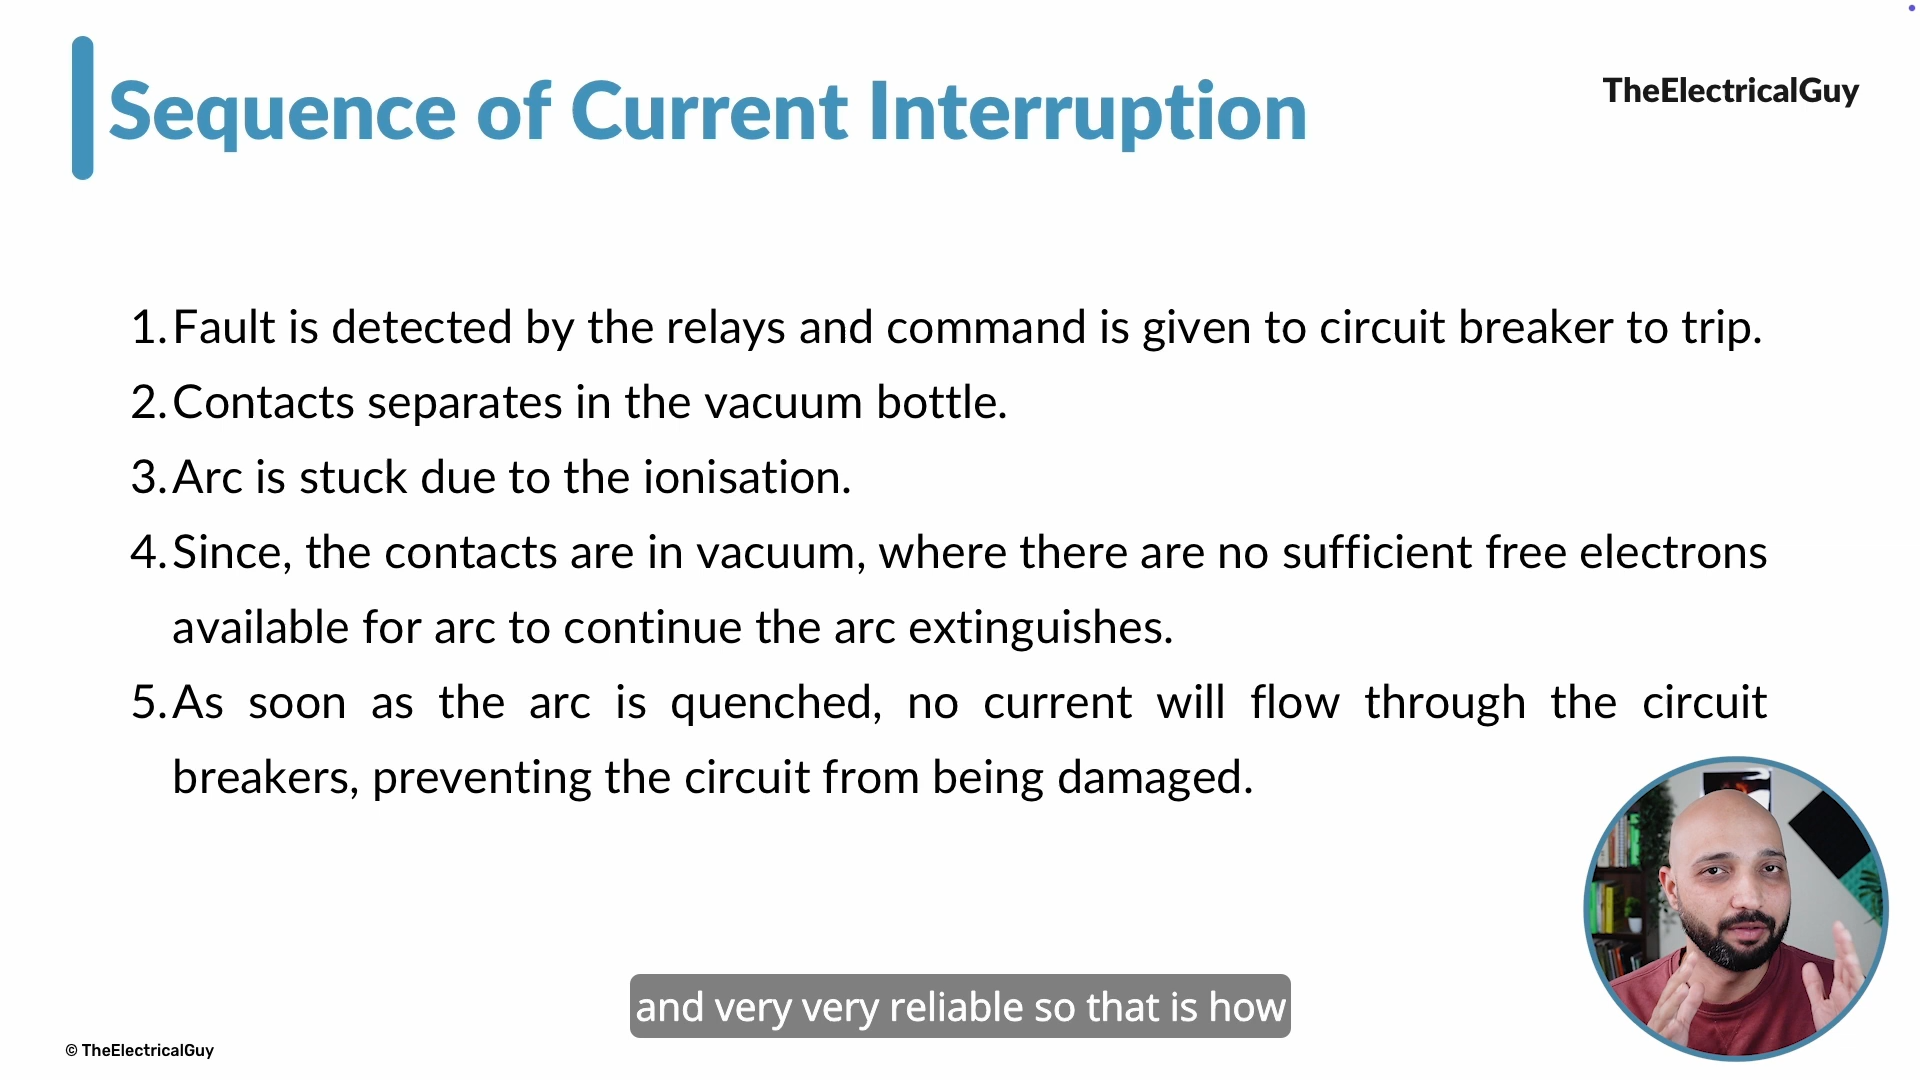 Sequence of Current Interruption
TheElectricalGuy
1. Fault is detected by the relays and command is given to circuit breaker to trip.
2. Contacts separates in the vacuum bottle.
3. Arc is stuck due to the ionisation.
4. Since, the contacts are in vacuum, where there are no sufficient free electrons
available for arc to continue the arc extinguishes.
5. As soon as the arc is quenched, no current will flow through the circuit
breakers, preventing the circuit from being damaged.
and very very reliable so that is how
© TheElectricalGuy